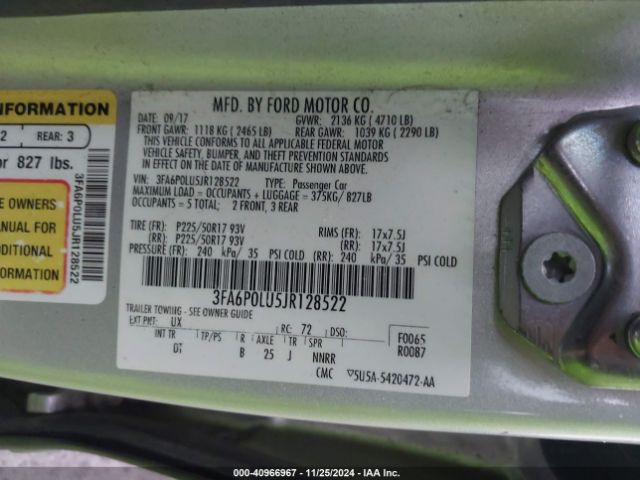 INFORMATION
2 REAR: 3
or 827 lbs.
3FA6P0LU5JR128522
E OWNERS
ANUAL FOR
DDITIONAL
FORMATION
MFD. BY FORD MOTOR CO.
DATE: 09/17 GVWR: 2136 KG ( 4710 LB)
FRONT GAWR: 1118 KG ( 2465 LB) REAR GAWR: 1039 KG ( 2290 LB)
THIS VEHICLE CONFORMS TO ALL APPLICABLE FEDERAL MOTOR
VEHICLE SAFETY, BUMPER, AND THEFT PREVENTION STANDARDS
IN EFFECT ON THE DATE OF MANUFACTURE SHOWN ABOVE.
VIN: 3FA6P0LU5JR128522 TYPE: Passenger Car
MAXIMUM LOAD = OCCUPANTS + LUGGAGE = 375KG/ 827LB
OCCUPANTS = 5 TOTAL; 2 FRONT, 3 REAR
TIRE (FR): P225/50R17 93V RIMS (FR): 17x7.5J
(RR): P225/50R17 93V (RR): 17x7.5J
PRESSURE (FR): 240 kPa/ 35 PSI COLD (RR): 240 kPa/ 35 PSI COLD
3FA6P0LU5JR128522
TRAILER TOWING - SEE OWNER GUIDE
EXT PNT: UX RC: 72 DSO: F0065
INT TR TP/PS R AXLE TR SPR R0087
DT B 25 J NNRR
CMC 5U5A-5420472-AA
000-40966967 - 11/25/2024 - IAA Inc.